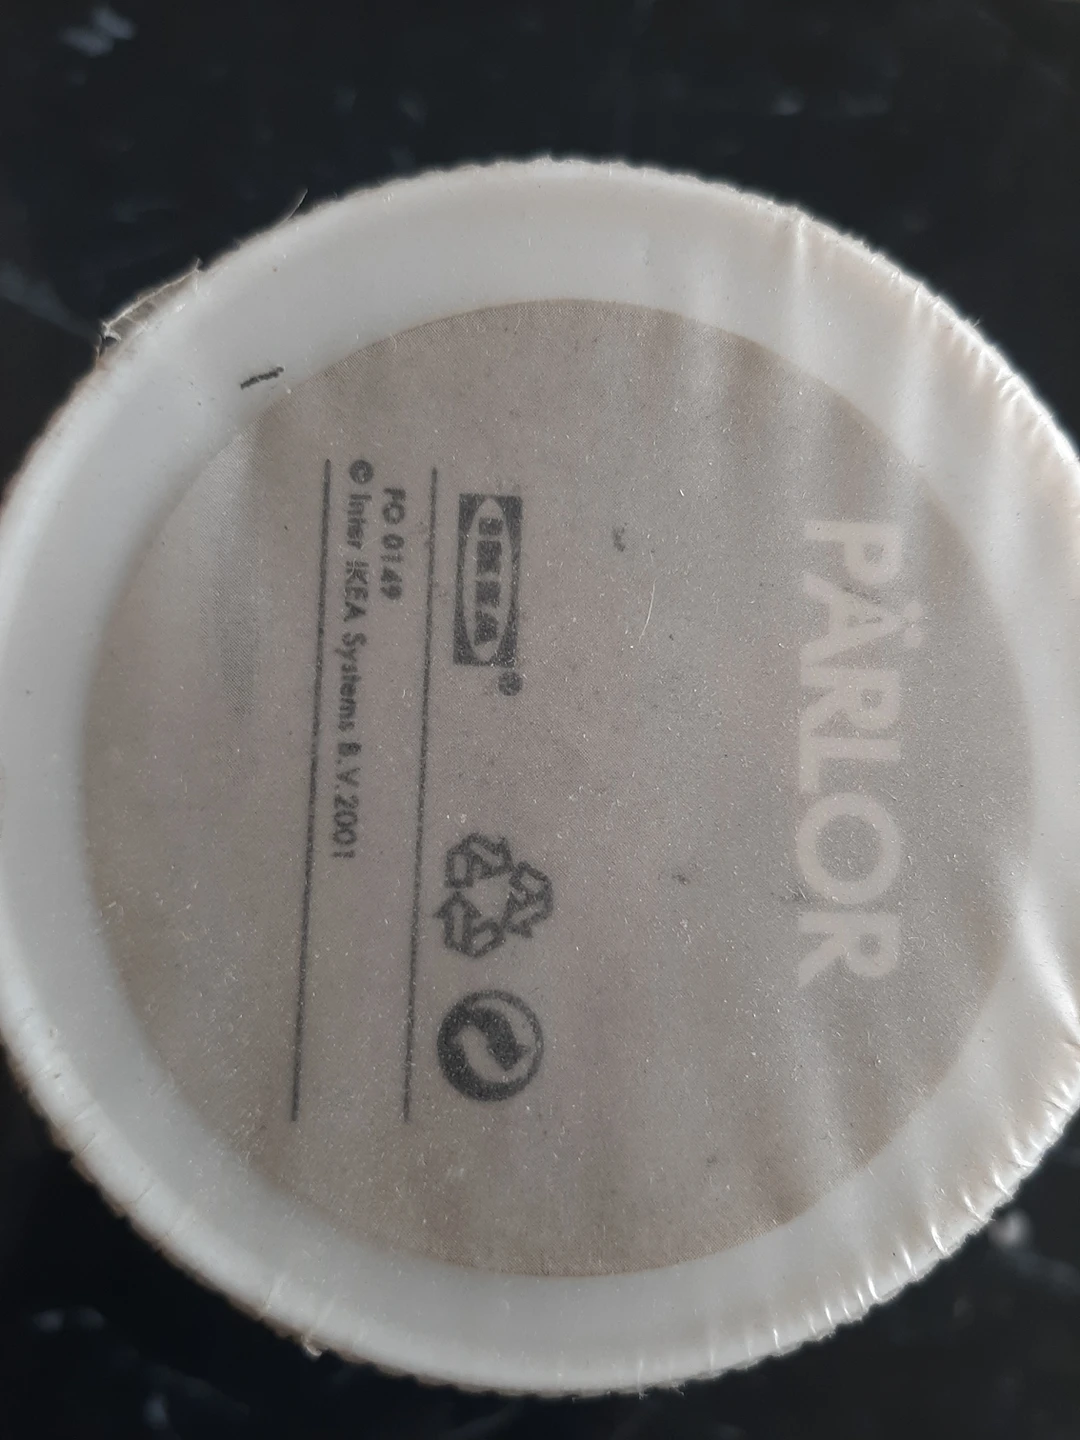 PÄRLOR
IKEA®
FO 0149
© Inter IKEA Systems B.V.2001